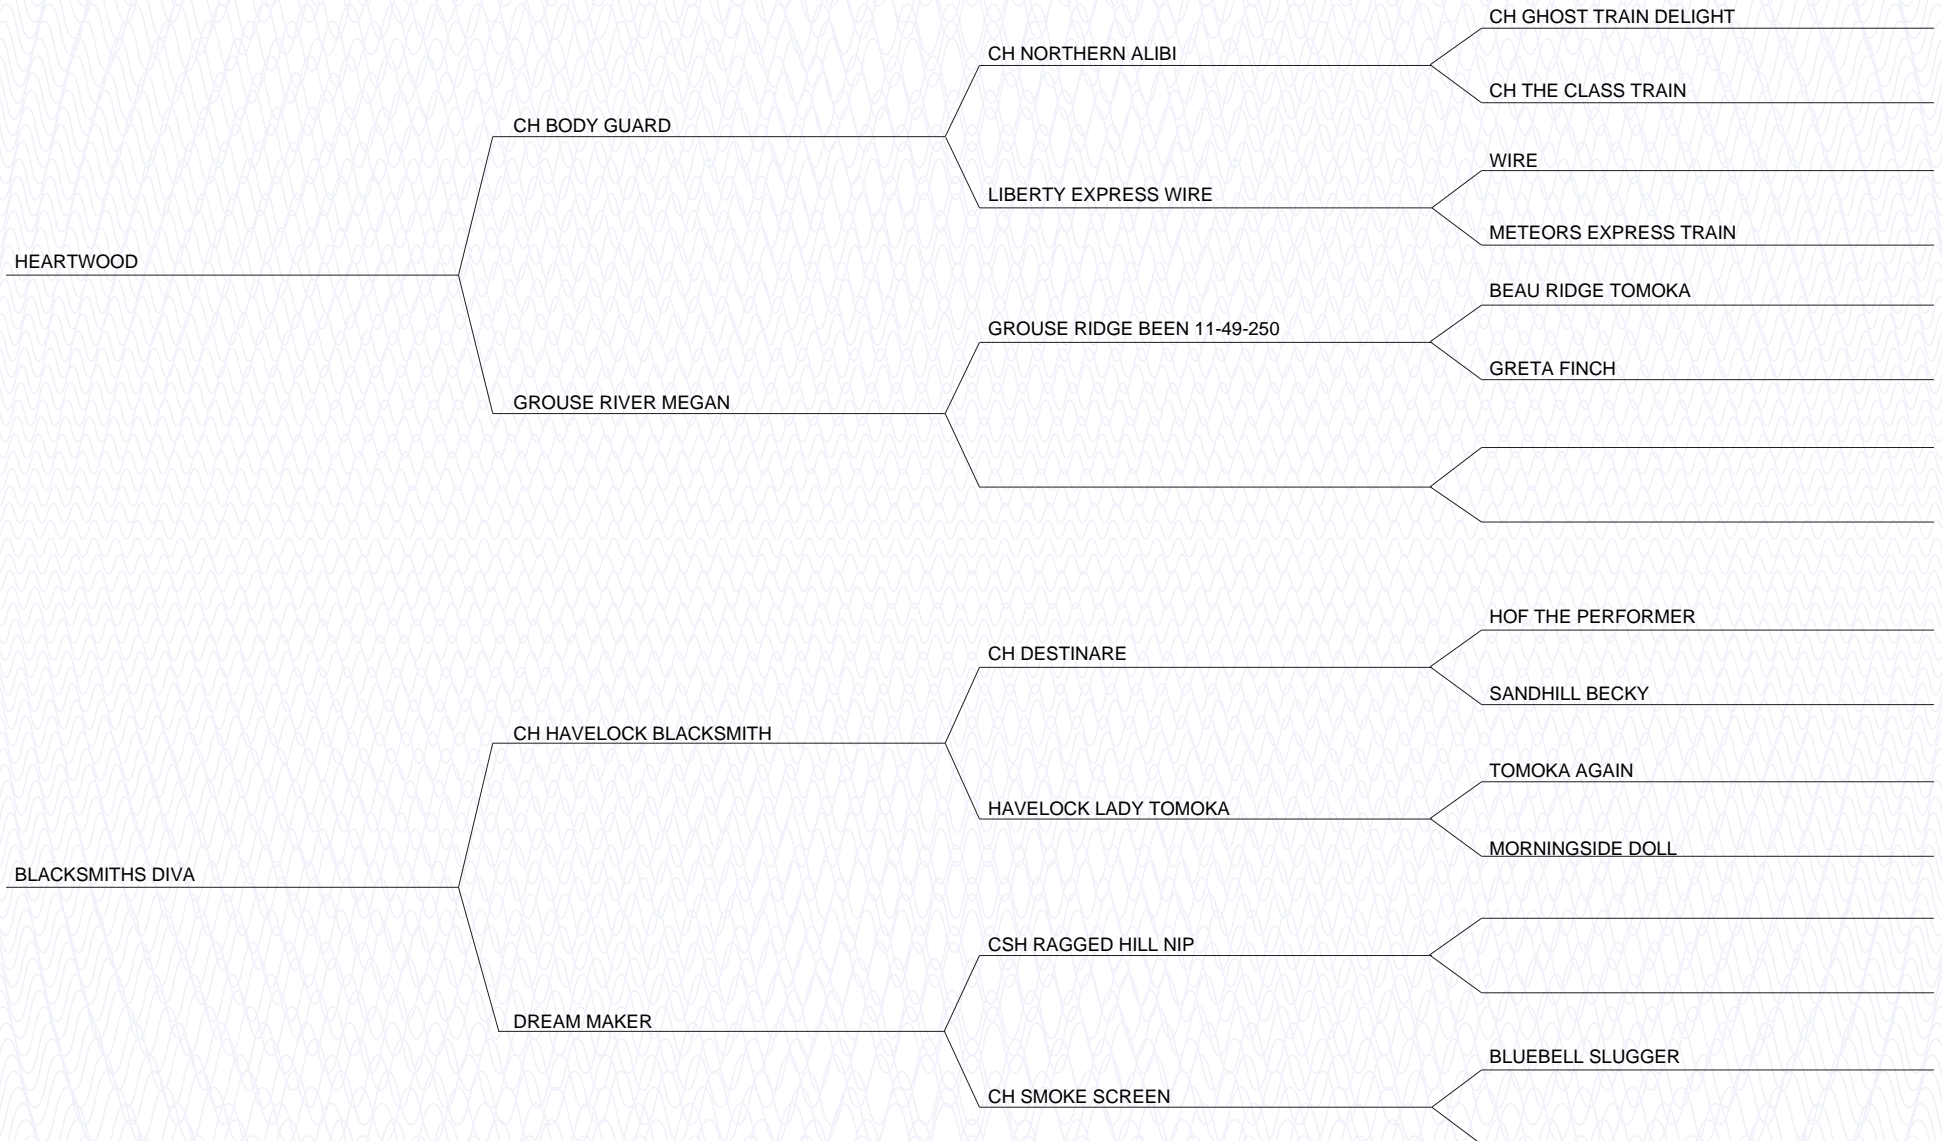 CH GHOST TRAIN DELIGHT
CH NORTHERN ALIBI
CH THE CLASS TRAIN
CH BODY GUARD
WIRE
LIBERTY EXPRESS WIRE
METEORS EXPRESS TRAIN
HEARTWOOD
BEAU RIDGE TOMOKA
GROUSE RIDGE BEEN 11-49-250
GRETA FINCH
GROUSE RIVER MEGAN
HOF THE PERFORMER
CH DESTINARE
SANDHILL BECKY
CH HAVELOCK BLACKSMITH
TOMOKA AGAIN
HAVELOCK LADY TOMOKA
MORNINGSIDE DOLL
BLACKSMITHS DIVA
CSH RAGGED HILL NIP
DREAM MAKER
BLUEBELL SLUGGER
CH SMOKE SCREEN